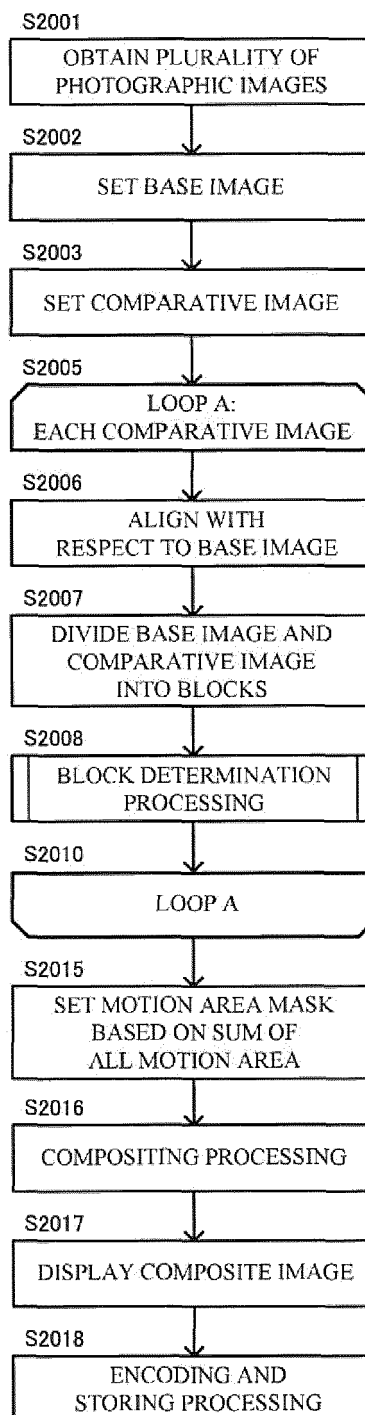 S2001
OBTAIN PLURALITY OF
PHOTOGRAPHIC IMAGES
S2002
SET BASE IMAGE
S2003
SET COMPARATIVE IMAGE
S2005
LOOP A:
EACH COMPARATIVE IMAGE
S2006
ALIGN WITH
RESPECT TO BASE IMAGE
S2007
DIVIDE BASE IMAGE AND
COMPARATIVE IMAGE
INTO BLOCKS
S2008
BLOCK DETERMINATION
PROCESSING
S2010
LOOP A
S2015
SET MOTION AREA MASK
BASED ON SUM OF
ALL MOTION AREA
S2016
COMPOSITING PROCESSING
S2017
DISPLAY COMPOSITE IMAGE
S2018
ENCODING AND
STORING PROCESSING